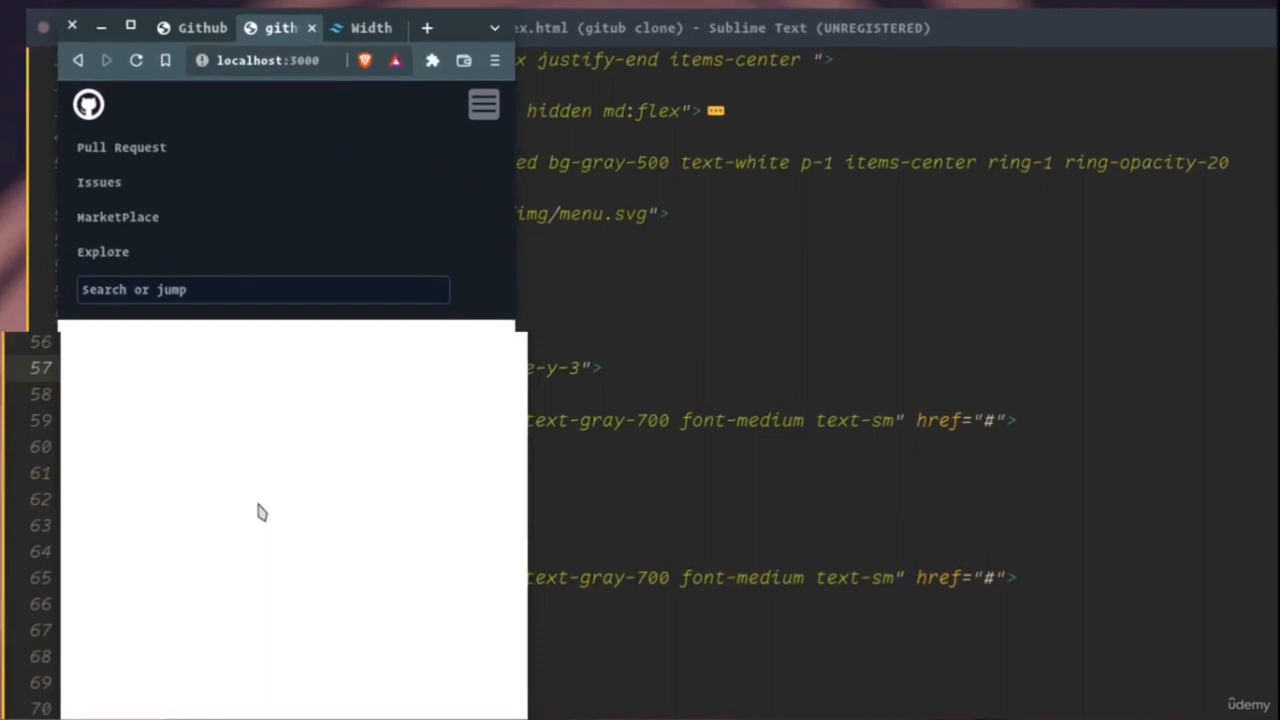 Github
gith
Width
ex.html (gitub clone) - Sublime Text (UNREGISTERED)
localhost:3000
x justify-end items-center ">
hidden md:flex">
ed bg-gray-500 text-white p-1 items-center ring-1 ring-opacity-20
/img/menu.svg">
Pull Request
Issues
MarketPlace
Explore
search or jump
56
57 e-y-3">
58
59 text-gray-700 font-medium text-sm" href="#">
60
61
62
63
64
65 text-gray-700 font-medium text-sm" href="#">
66
67
68
69
70
ûdemy